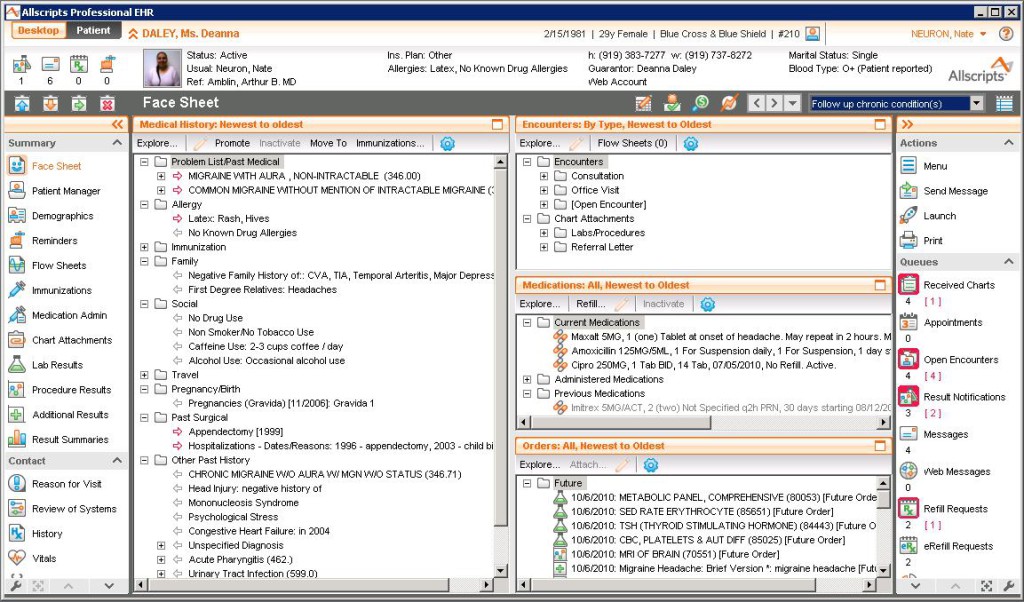 Allscripts Professional EHR
Desktop Patient DALEY, Ms. Deanna 2/15/1981 | 29y Female | Blue Cross & Blue Shield | #210 NEURON, Nate
1 6 0 0
Status: Active
Usual: Neuron, Nate
Ref: Amblin, Arthur B. MD
Ins. Plan: Other
Allergies: Latex, No Known Drug Allergies
h: (919) 383-7277 w: (919) 737-8272
Guarantor: Deanna Daley
Web Account
Marital Status: Single
Blood Type: O+ (Patient reported)
Allscripts
Face Sheet Follow up chronic condition(s)
Summary
Face Sheet
Patient Manager
Demographics
Reminders
Flow Sheets
Immunizations
Medication Admin
Chart Attachments
Lab Results
Procedure Results
Additional Results
Result Summaries
Contact
Reason for Visit
Review of Systems
History
Vitals
Medical History: Newest to oldest
Explore... Promote Inactivate Move To Immunizations...
Problem List/Past Medical
MIGRAINE WITH AURA , NON-INTRACTABLE (346.00)
COMMON MIGRAINE WITHOUT MENTION OF INTRACTABLE MIGRAINE (
Allergy
Latex: Rash, Hives
No Known Drug Allergies
Immunization
Family
Negative Family History of:: CVA, TIA, Temporal Arteritis, Major Depress
First Degree Relatives: Headaches
Social
No Drug Use
Non Smoker/No Tobacco Use
Caffeine Use: 2-3 cups coffee / day
Alcohol Use: Occasional alcohol use
Travel
Pregnancy/Birth
Pregnancies (Gravida) [11/2006]: Gravida 1
Past Surgical
Appendectomy [1999]
Hospitalizations - Dates/Reasons: 1996 - appendectomy, 2003 - child bi
Other Past History
CHRONIC MIGRAINE W/O AURA W/ MGN W/O STATUS (346.71)
Head Injury: negative history of
Mononucleosis Syndrome
Psychological Stress
Congestive Heart Failure: in 2004
Unspecified Diagnosis
Acute Pharyngitis (462.)
Urinary Tract Infection (599.0)
Encounters: By Type, Newest to Oldest
Explore... Flow Sheets (0)
Encounters
Consultation
Office Visit
[Open Encounter]
Chart Attachments
Labs/Procedures
Referral Letter
Medications: All, Newest to Oldest
Explore... Refill... Inactivate
Current Medications
Maxalt 5MG, 1 (one) Tablet at onset of headache. May repeat in 2 hours. M
Amoxicillin 125MG/5ML, 1 For Suspension daily, 1 For Suspension, 1 day s
Cipro 250MG, 1 Tab BID, 14 Tab, 07/05/2010, No Refill. Active.
Administered Medications
Previous Medications
Imitrex 5MG/ACT, 2 (two) Not Specified q2h PRN, 30 days starting 08/12/20
Orders: All, Newest to Oldest
Explore... Attach...
Future
10/6/2010: METABOLIC PANEL, COMPREHENSIVE (80053) [Future Orde
10/6/2010: SED RATE ERYTHROCYTE (85651) [Future Order]
10/6/2010: TSH (THYROID STIMULATING HORMONE) (84443) [Future O
10/6/2010: CBC, PLATELETS & AUT DIFF (85025) [Future Order]
10/6/2010: MRI OF BRAIN (70551) [Future Order]
10/6/2010: Migraine Headache: Brief Version *: migraine headache [Futu
Actions
Menu
Send Message
Launch
Print
Queues
Received Charts
4 [ 1 ]
Appointments
0
Open Encounters
4 [ 4 ]
Result Notifications
3 [ 2 ]
Messages
4
Web Messages
0
Refill Requests
2 [ 1 ]
eRefill Requests
2